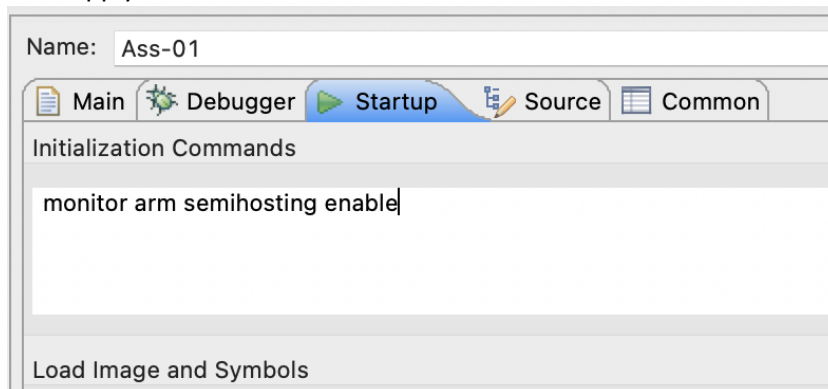 Name: Ass-01
Main Debugger Startup Source Common
Initialization Commands
monitor arm semihosting enable
Load Image and Symbols